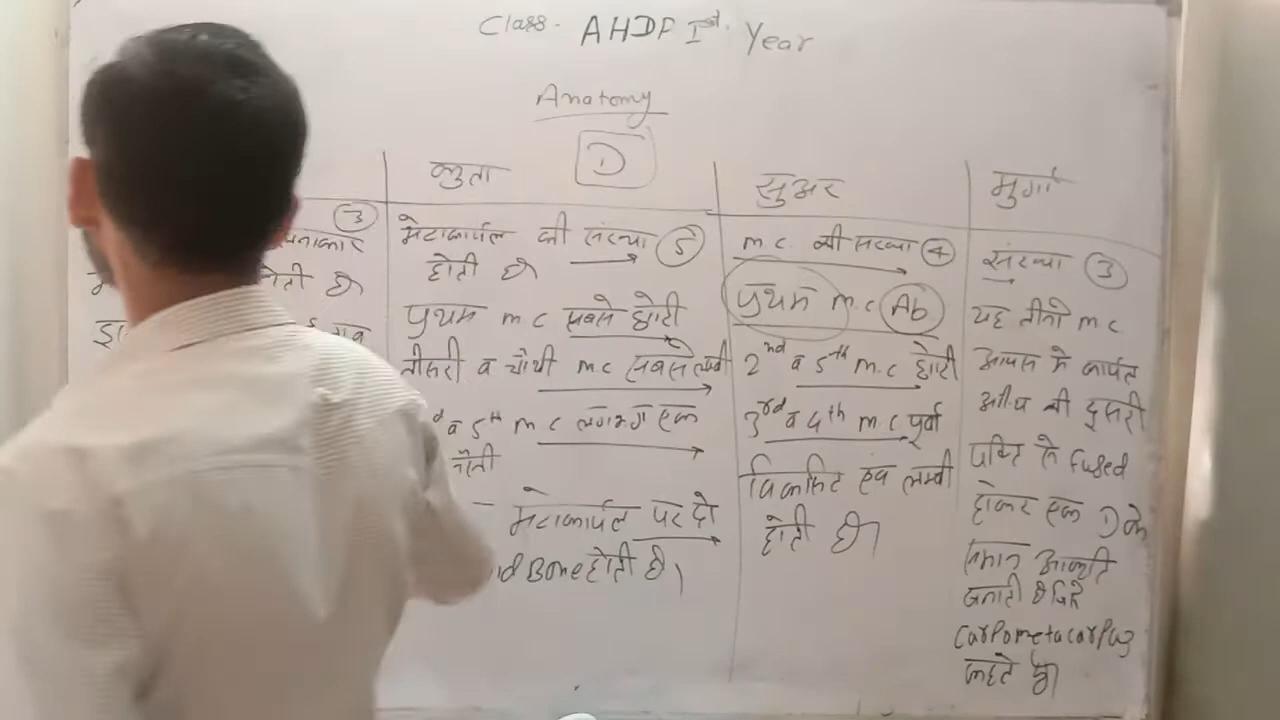 Class- AHDP Ist. Year
Anatomy
D
3
होती है
कुता
मेटाकार्पल की संख्या 5
होती है
प्रथम m c सबसे छोटी
तीसरी व चौथी m.c सबसे लम्बी
व 5th m c लगभग एक
मेटाकार्पल पर दो
Bone होती है।
सुअर
m.c. की संख्या 4
प्रथम m.c Ab
2nd व 5th m.c छोटी
3rd व 4th m.c पूर्ण
विकसित एवं लम्बी
होती है।
मुर्गा
संख्या 3
यह तीनो m.c.
आपस मे कार्पल
अस्थि की दूसरी
पंक्ति से fused
होकर एक D के
समान आकृति
बनाती है जिसे
Carpometacarpus
कहते है।